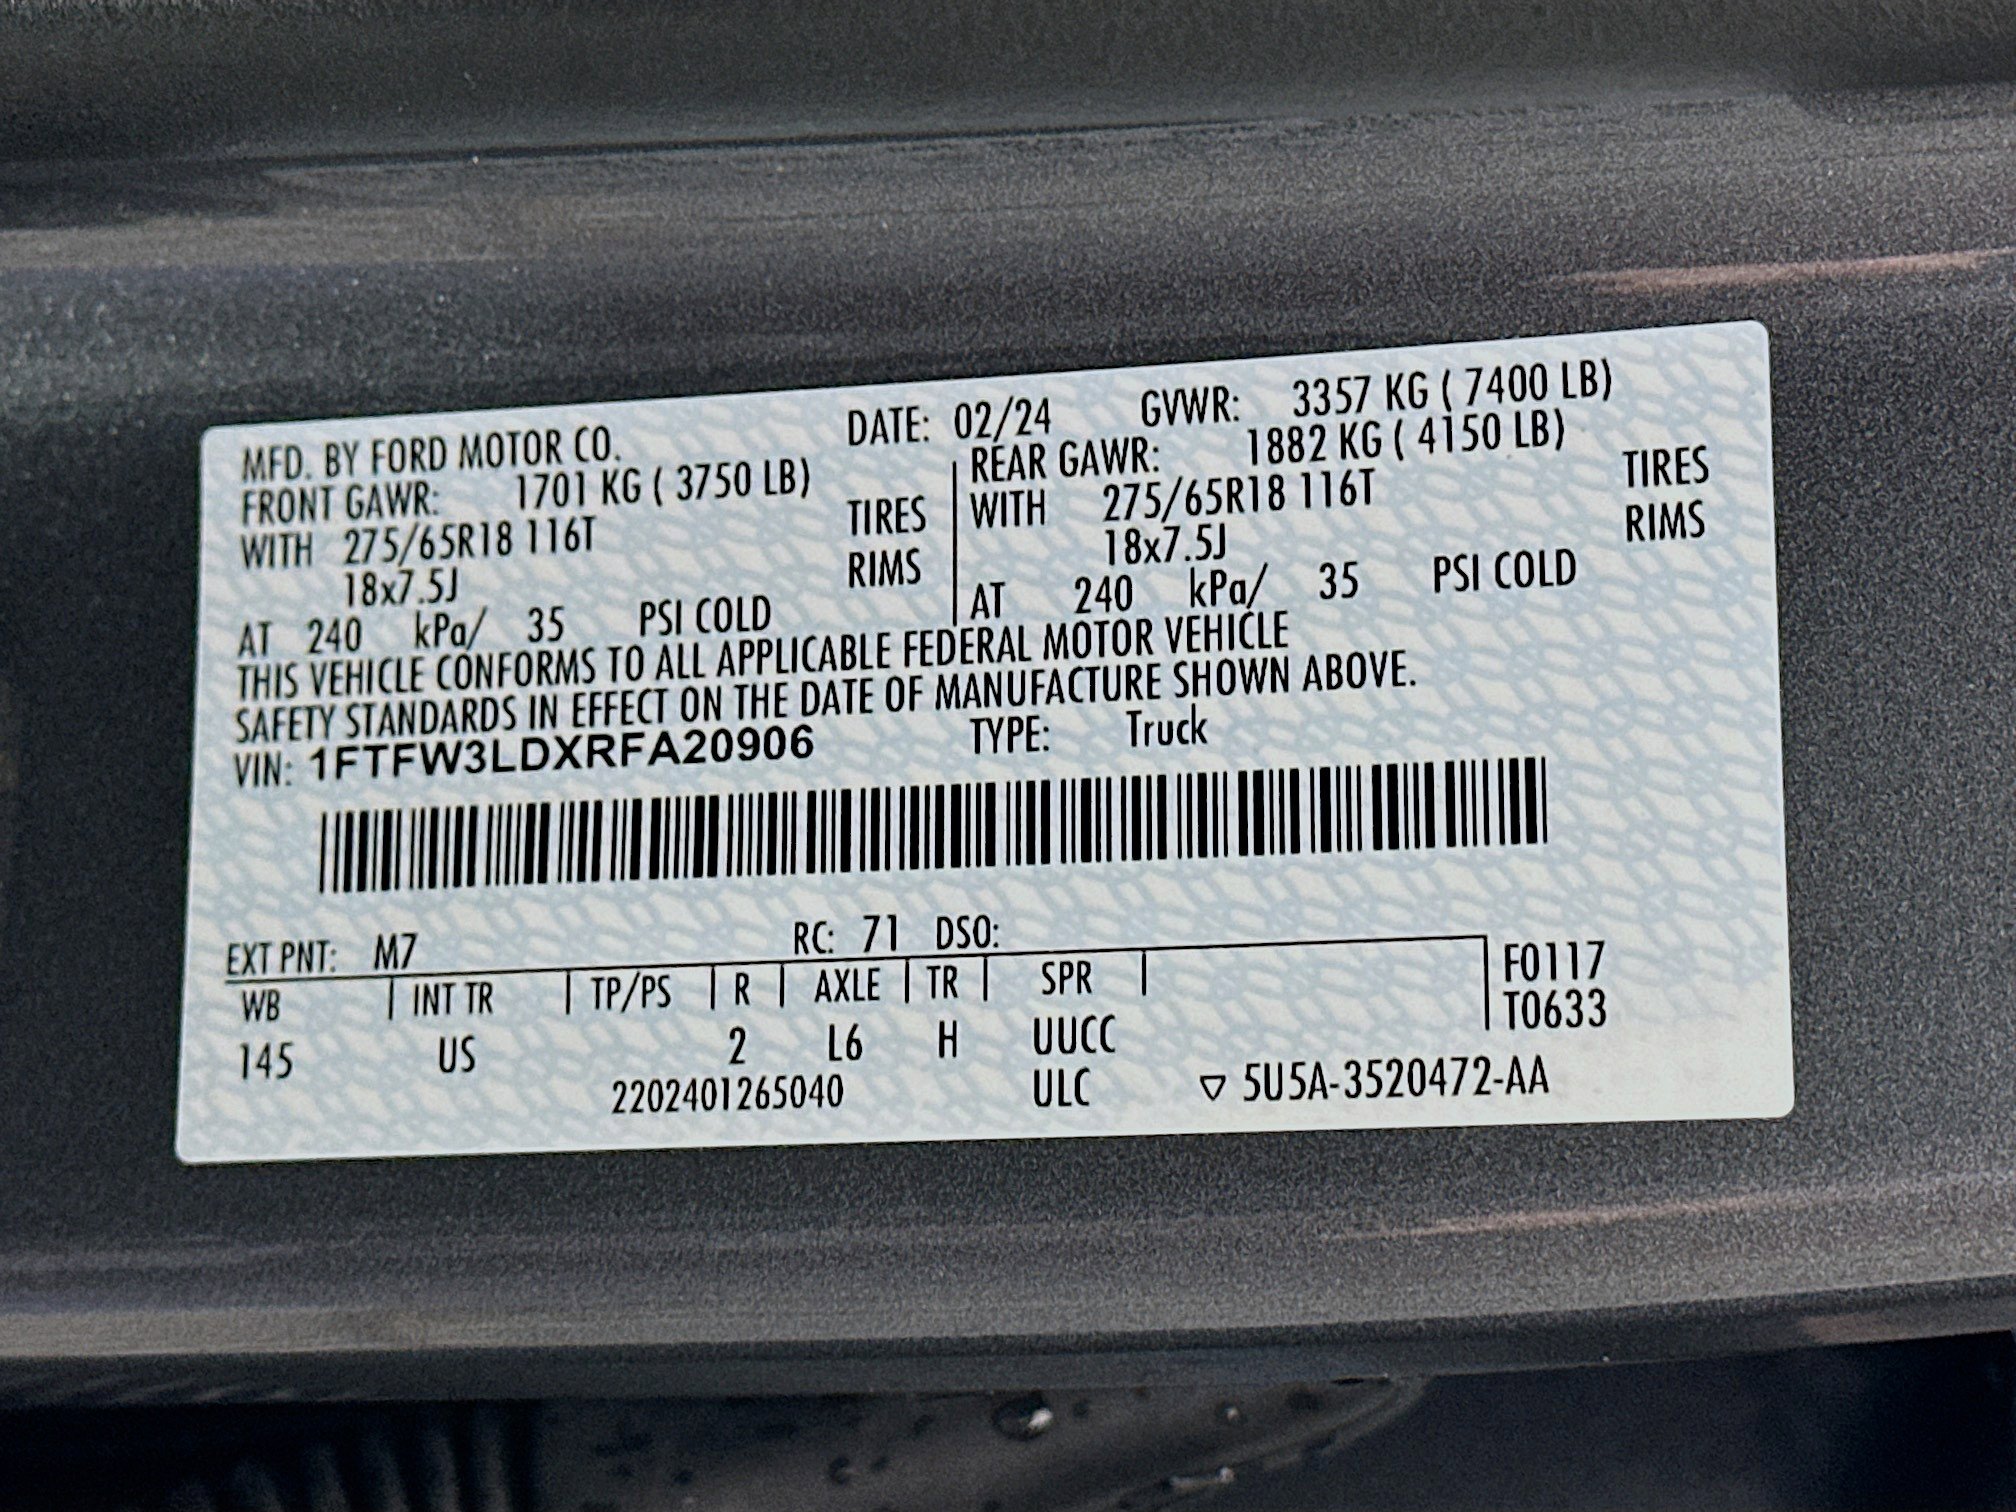 MFD. BY FORD MOTOR CO. DATE: 02/24 GVWR: 3357 KG ( 7400 LB)
FRONT GAWR: 1701 KG ( 3750 LB) REAR GAWR: 1882 KG ( 4150 LB)
WITH 275/65R18 116T TIRES WITH 275/65R18 116T TIRES
18x7.5J RIMS 18x7.5J RIMS
AT 240 kPa/ 35 PSI COLD AT 240 kPa/ 35 PSI COLD
THIS VEHICLE CONFORMS TO ALL APPLICABLE FEDERAL MOTOR VEHICLE
SAFETY STANDARDS IN EFFECT ON THE DATE OF MANUFACTURE SHOWN ABOVE.
VIN: 1FTFW3LDXRFA20906 TYPE: Truck
EXT PNT: M7 RC: 71 DSO:
WB INT TR TP/PS R AXLE TR SPR F0117
T0633
145 US 2 L6 H UUCC
2202401265040 ULC ▽ 5U5A-3520472-AA